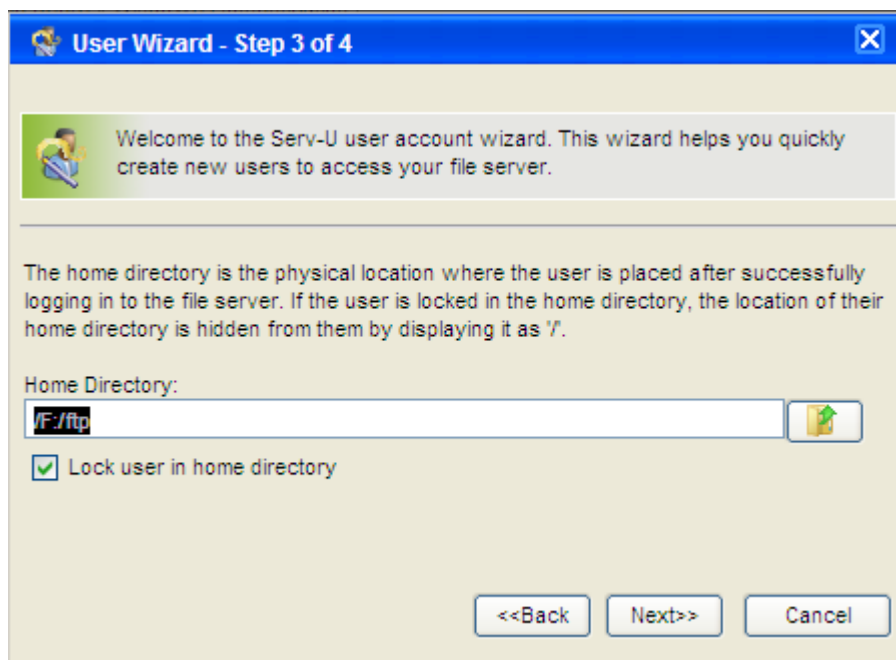 User Wizard - Step 3 of 4
Welcome to the Serv-U user account wizard. This wizard helps you quickly
create new users to access your file server.
The home directory is the physical location where the user is placed after successfully
logging in to the file server. If the user is locked in the home directory, the location of their
home directory is hidden from them by displaying it as '/'.
Home Directory:
/F:/ftp
Lock user in home directory
<<Back Next>> Cancel